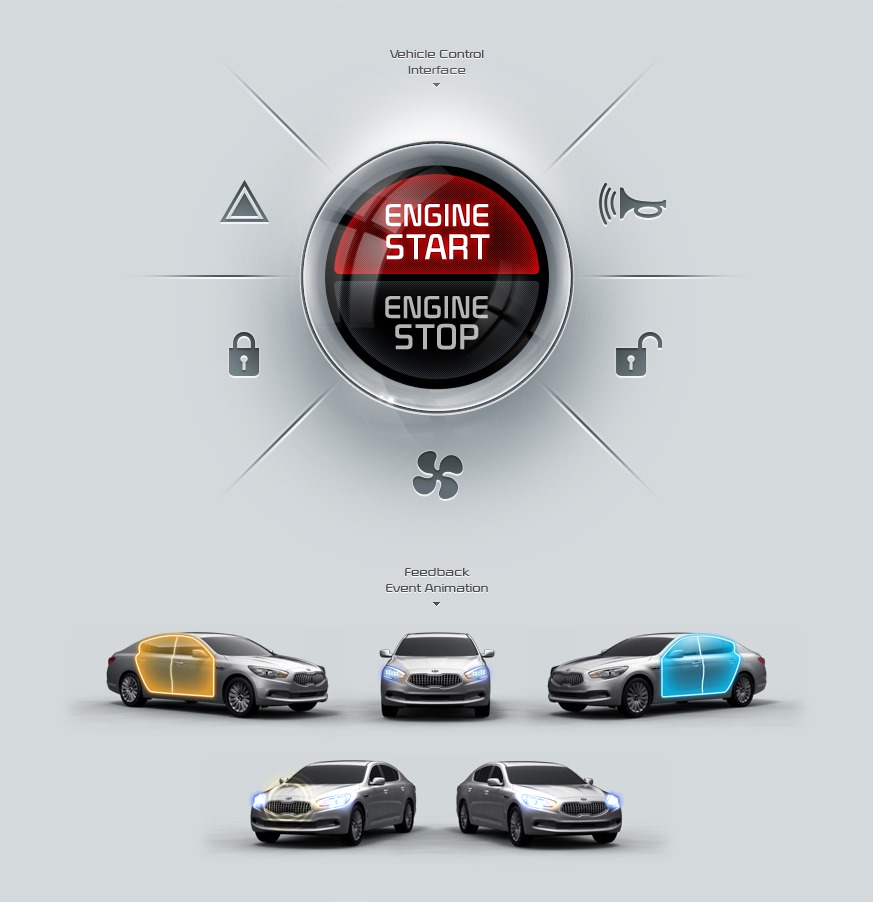 Vehicle Control
Interface
ENGINE
START
ENGINE
STOP
Feedback
Event Animation